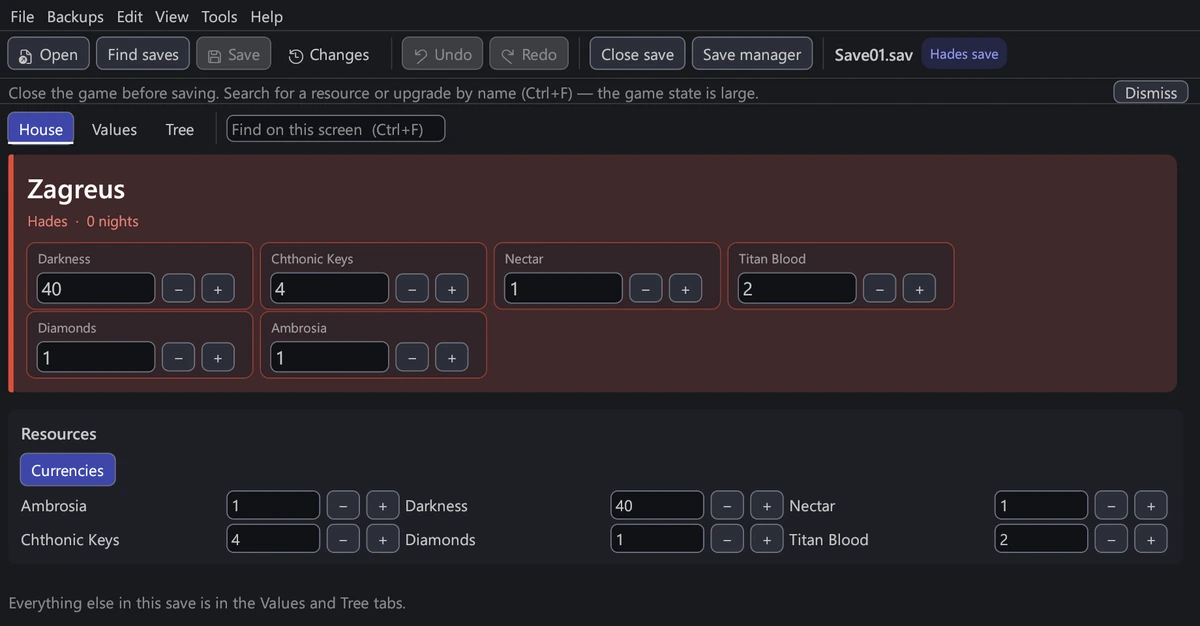 File Backups Edit View Tools Help
Open Find saves Save Changes Undo Redo Close save Save manager Save01.sav Hades save
Close the game before saving. Search for a resource or upgrade by name (Ctrl+F) — the game state is large. Dismiss
House Values Tree Find on this screen (Ctrl+F)
Zagreus
Hades · 0 nights
Darkness Chthonic Keys Nectar Titan Blood
40 − + 4 − + 1 − + 2 − +
Diamonds Ambrosia
1 − + 1 − +
Resources
Currencies
Ambrosia 1 − + Darkness 40 − + Nectar 1 − +
Chthonic Keys 4 − + Diamonds 1 − + Titan Blood 2 − +
Everything else in this save is in the Values and Tree tabs.